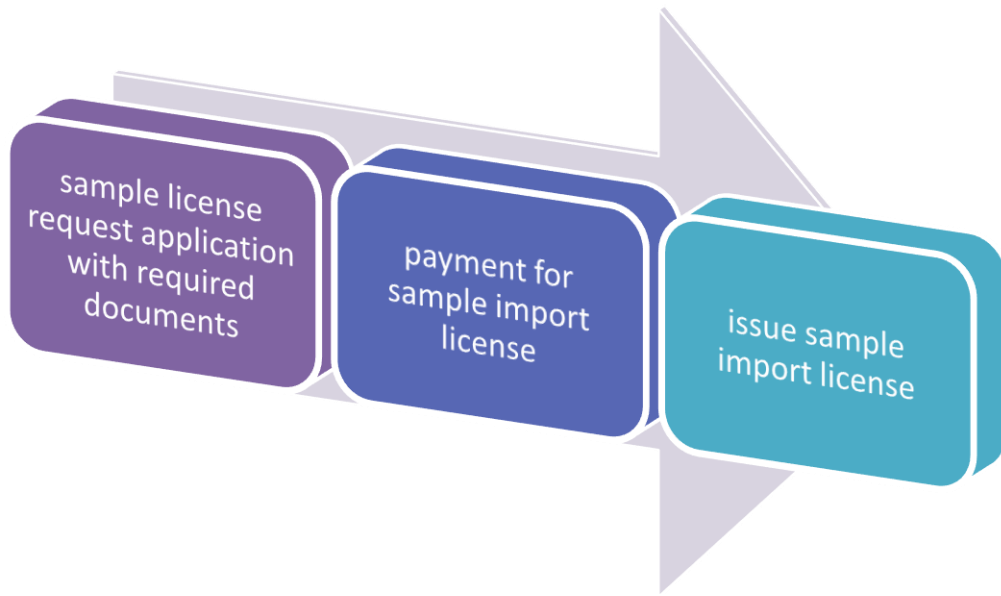 sample license
request application
with required
documents
payment for
sample import
license
issue sample
import license